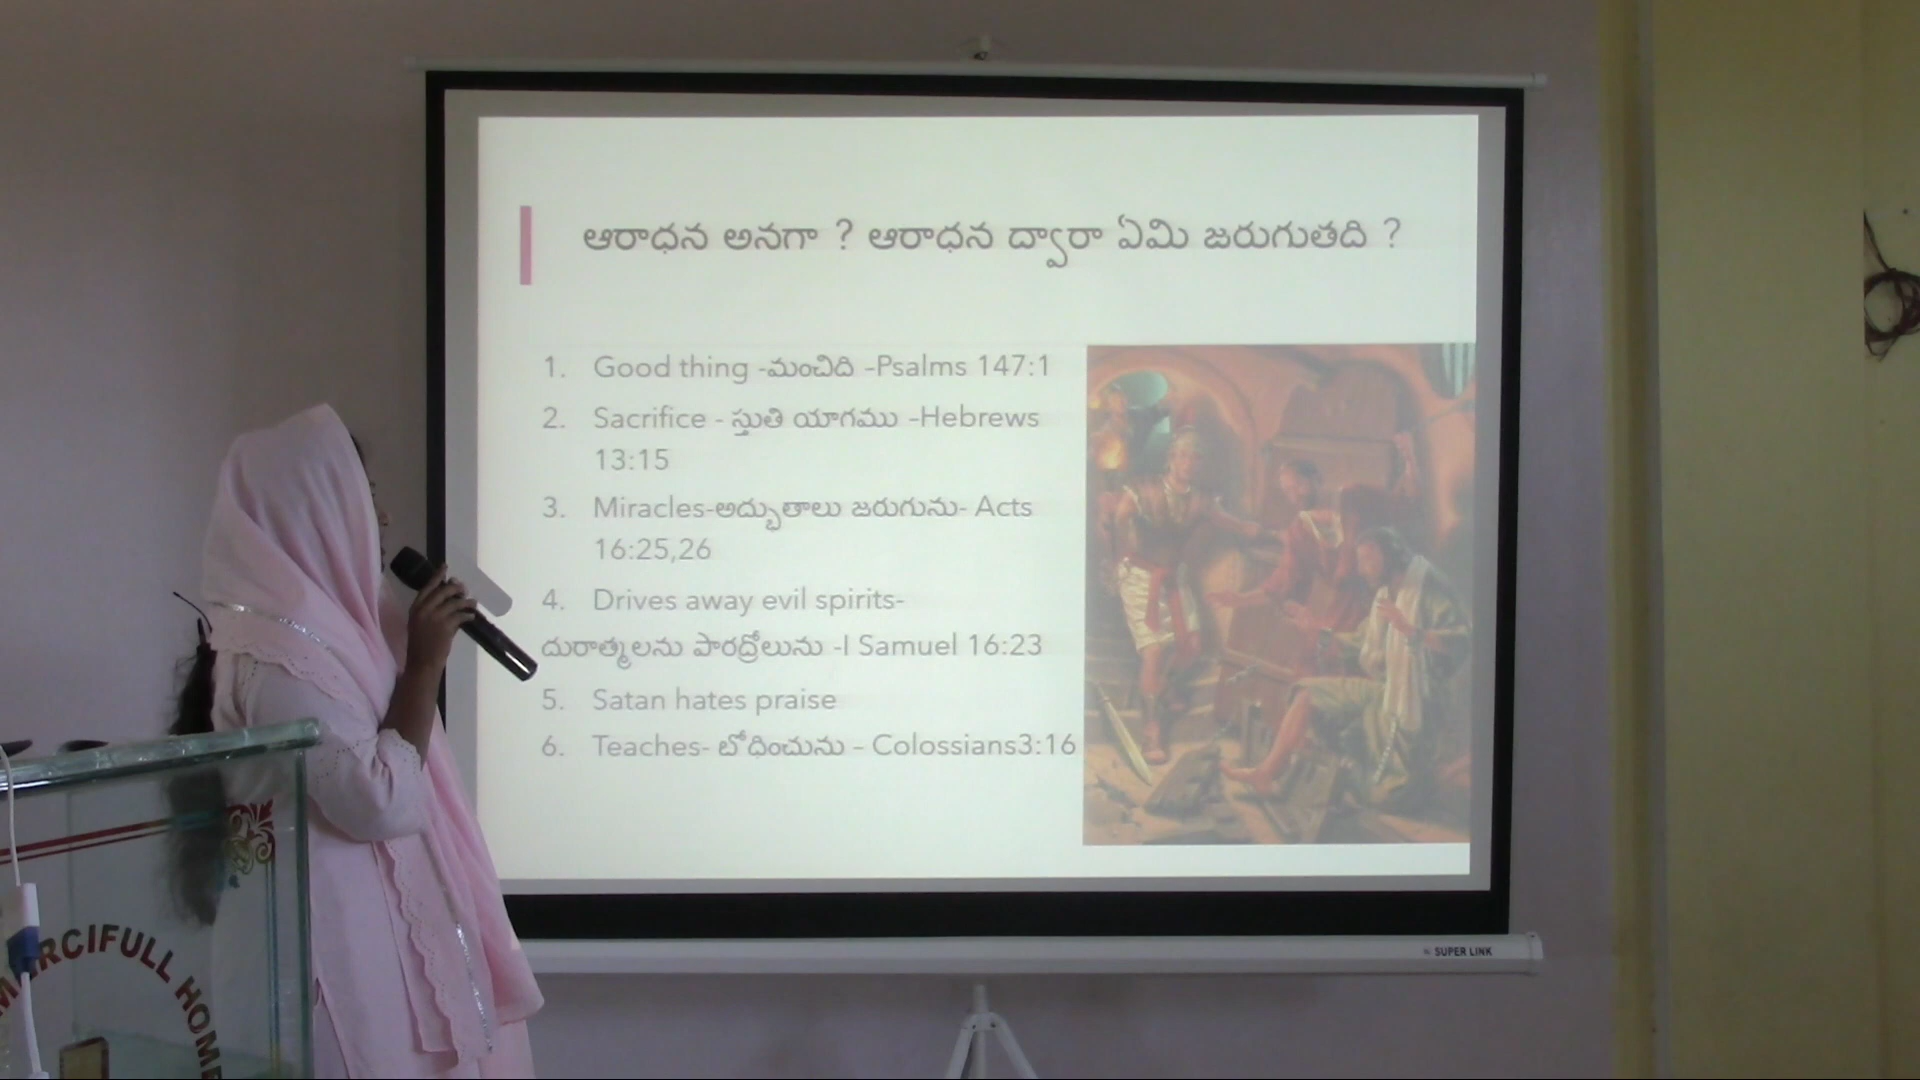 ఆరాధన అనగా ? ఆరాధన ద్వారా ఏమి జరుగుతది ?
1. Good thing -మంచిది –Psalms 147:1
2. Sacrifice - స్తుతి యాగము –Hebrews
13:15
3. Miracles-అద్భుతాలు జరుగును- Acts
16:25,26
4. Drives away evil spirits-
దురాత్మలను పారద్రోలును -I Samuel 16:23
5. Satan hates praise
6. Teaches- బోధించును – Colossians3:16
SUPER LINK
MARCIFULL HOME